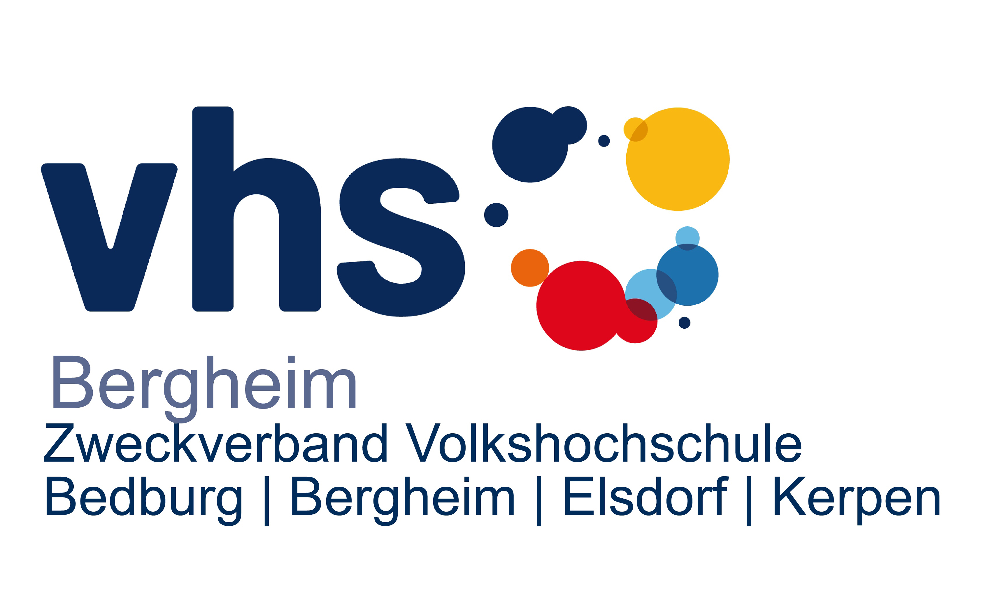 vhs
Bergheim
Zweckverband Volkshochschule
Bedburg | Bergheim | Elsdorf | Kerpen